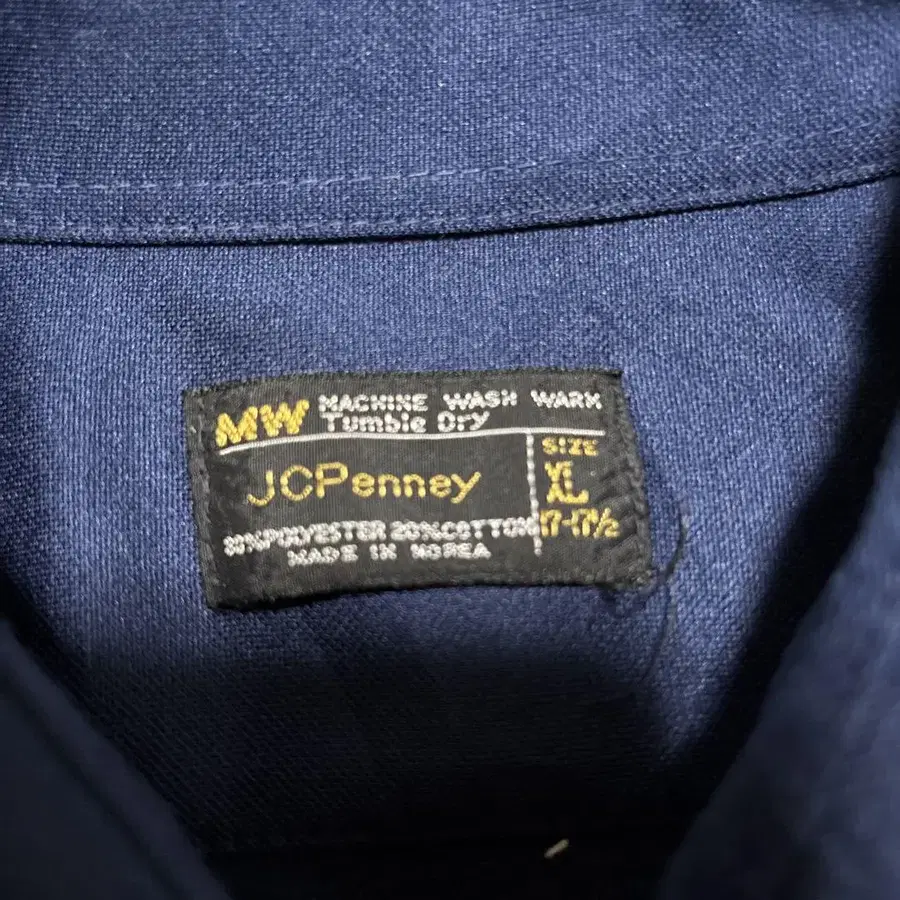 MW MACHINE WASH WARM
Tumble Dry
JCPenney
SIZE
XL
17-17½
80% POLYESTER 20% COTTON
MADE IN KOREA